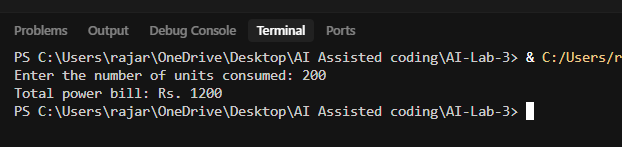 Problems Output Debug Console Terminal Ports
PS C:\Users\rajar\OneDrive\Desktop\AI Assisted coding\AI-Lab-3> & C:/Users/r
Enter the number of units consumed: 200
Total power bill: Rs. 1200
PS C:\Users\rajar\OneDrive\Desktop\AI Assisted coding\AI-Lab-3>